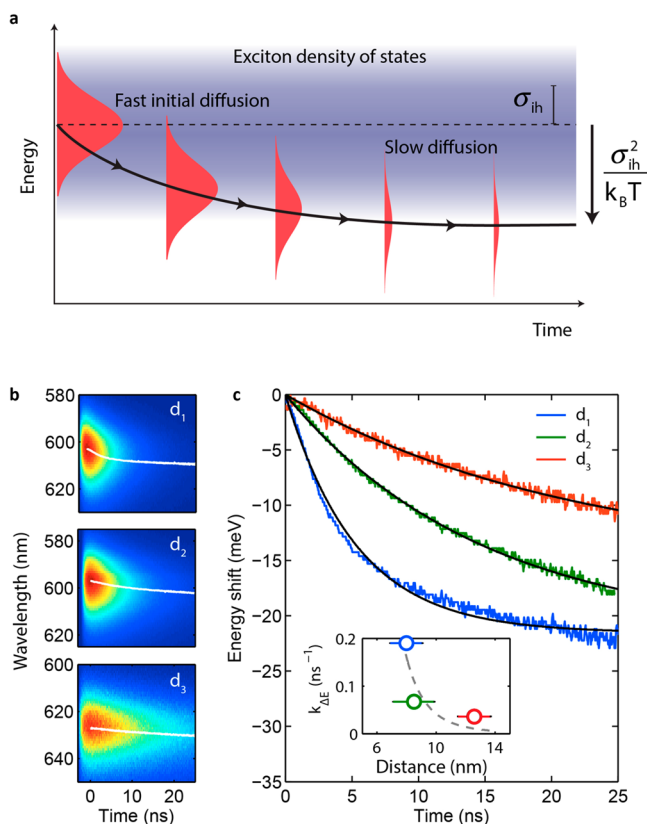 a
Exciton density of states
Fast initial diffusion
σih
Slow diffusion
σih²
kBT
Energy
Time
b
580
600
620
d1
580
600
620
d2
600
620
640
d3
Wavelength (nm)
0 10 20
Time (ns)
c
0
−5
−10
−15
−20
−25
−30
−35
Energy shift (meV)
d1
d2
d3
0.2
0.1
0
kΔE (ns−1)
6 10 14
Distance (nm)
0 5 10 15 20 25
Time (ns)